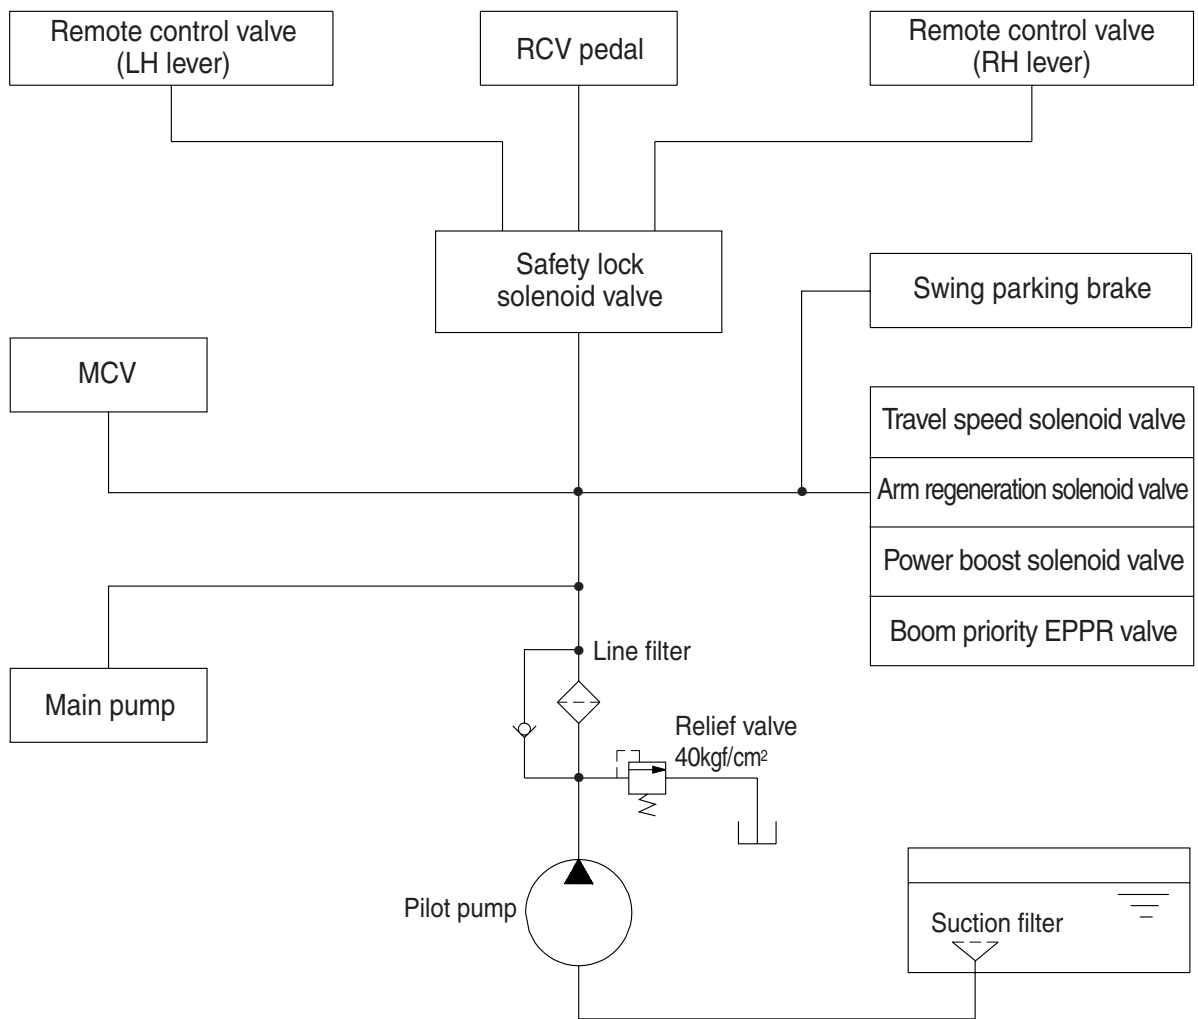 Remote control valve
(LH lever)
RCV pedal
Remote control valve
(RH lever)
Safety lock
solenoid valve
Swing parking brake
MCV
Travel speed solenoid valve
Arm regeneration solenoid valve
Power boost solenoid valve
Boom priority EPPR valve
Line filter
Main pump
Relief valve
40kgf/cm²
Pilot pump
Suction filter